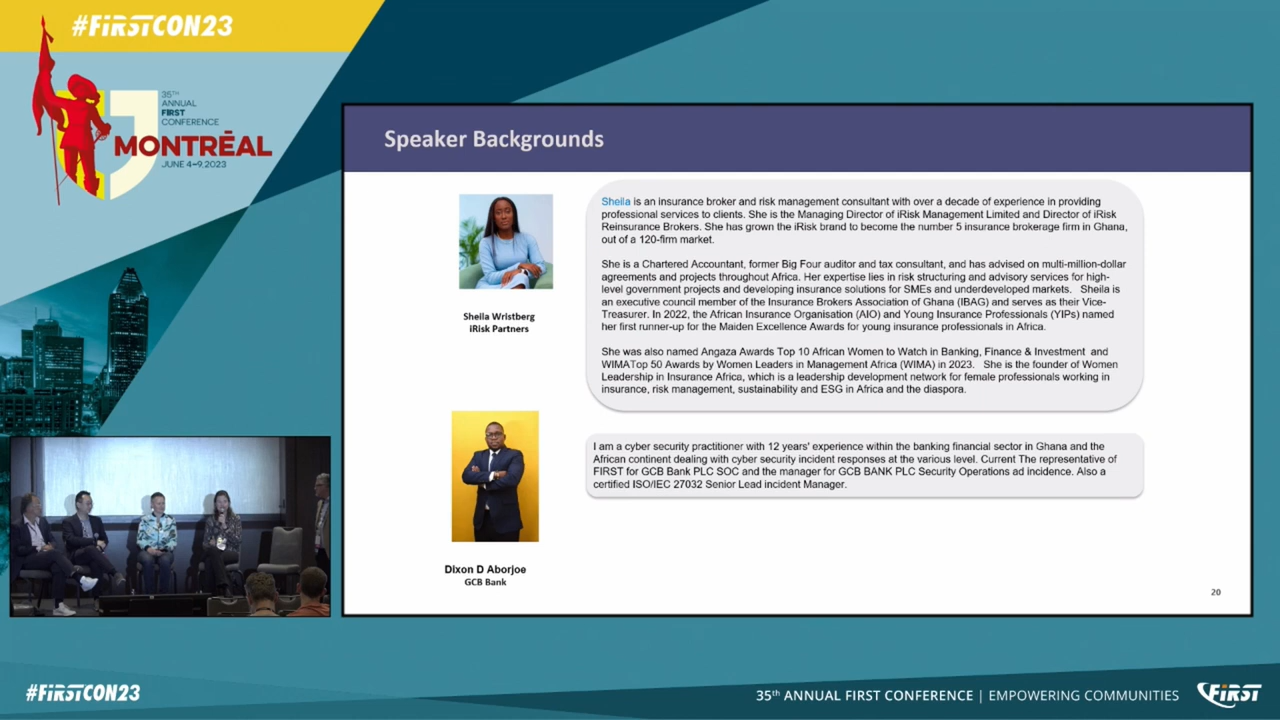 #FiRSTCON23
35TH
ANNUAL
FIRST
CONFERENCE
MONTRÉAL
JUNE 4-9, 2023
Speaker Backgrounds
Sheila is an insurance broker and risk management consultant with over a decade of experience in providing
professional services to clients. She is the Managing Director of iRisk Management Limited and Director of iRisk
Reinsurance Brokers. She has grown the iRisk brand to become the number 5 insurance brokerage firm in Ghana,
out of a 120-firm market.
She is a Chartered Accountant, former Big Four auditor and tax consultant, and has advised on multi-million-dollar
agreements and projects throughout Africa. Her expertise lies in risk structuring and advisory services for high-
level government projects and developing insurance solutions for SMEs and underdeveloped markets. Sheila is
an executive council member of the Insurance Brokers Association of Ghana (IBAG) and serves as their Vice-
Treasurer. In 2022, the African Insurance Organisation (AIO) and Young Insurance Professionals (YIPs) named
her first runner-up for the Maiden Excellence Awards for young insurance professionals in Africa.
She was also named Angaza Awards Top 10 African Women to Watch in Banking, Finance & Investment and
WIMATop 50 Awards by Women Leaders in Management Africa (WIMA) in 2023. She is the founder of Women
Leadership in Insurance Africa, which is a leadership development network for female professionals working in
insurance, risk management, sustainability and ESG in Africa and the diaspora.
Sheila Wristberg
iRisk Partners
I am a cyber security practitioner with 12 years' experience within the banking financial sector in Ghana and the
African continent dealing with cyber security incident responses at the various level. Current The representative of
FIRST for GCB Bank PLC SOC and the manager for GCB BANK PLC Security Operations ad incidence. Also a
certified ISO/IEC 27032 Senior Lead incident Manager.
Dixon D Aborjoe
GCB Bank
20
#FiRSTCON23
35th ANNUAL FIRST CONFERENCE | EMPOWERING COMMUNITIES
FiRST